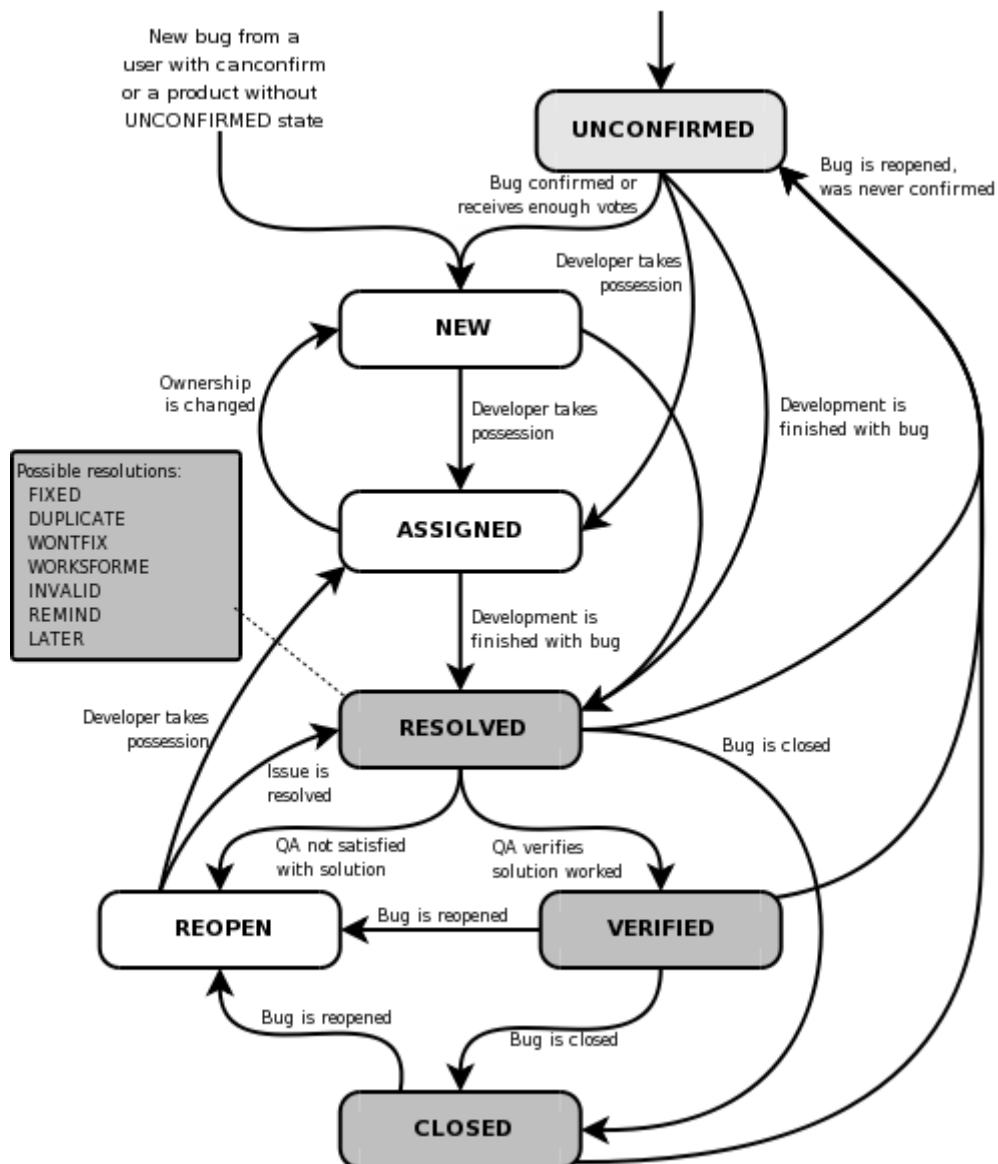 New bug from a
user with canconfirm
or a product without
UNCONFIRMED state
UNCONFIRMED
Bug is reopened,
was never confirmed
Bug confirmed or
receives enough votes
Developer takes
possession
NEW
Ownership
is changed
Developer takes
possession
Development is
finished with bug
Possible resolutions:
FIXED
DUPLICATE
WONTFIX
WORKSFORME
INVALID
REMIND
LATER
ASSIGNED
Development is
finished with bug
Developer takes
possession
RESOLVED
Bug is closed
Issue is
resolved
QA not satisfied
with solution
QA verifies
solution worked
REOPEN
Bug is reopened
VERIFIED
Bug is reopened
Bug is closed
CLOSED